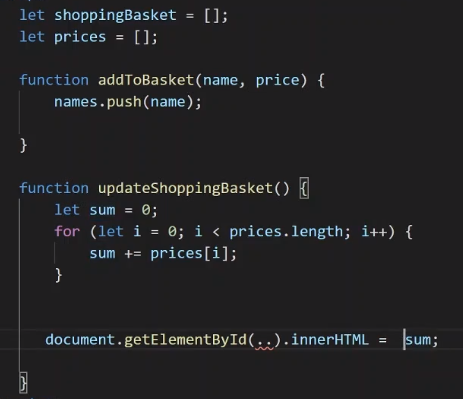 let shoppingBasket = [];
let prices = [];
function addToBasket(name, price) {
names.push(name);
}
function updateShoppingBasket() {
let sum = 0;
for (let i = 0; i < prices.length; i++) {
sum += prices[i];
}
document.getElementById(..).innerHTML = sum;
}